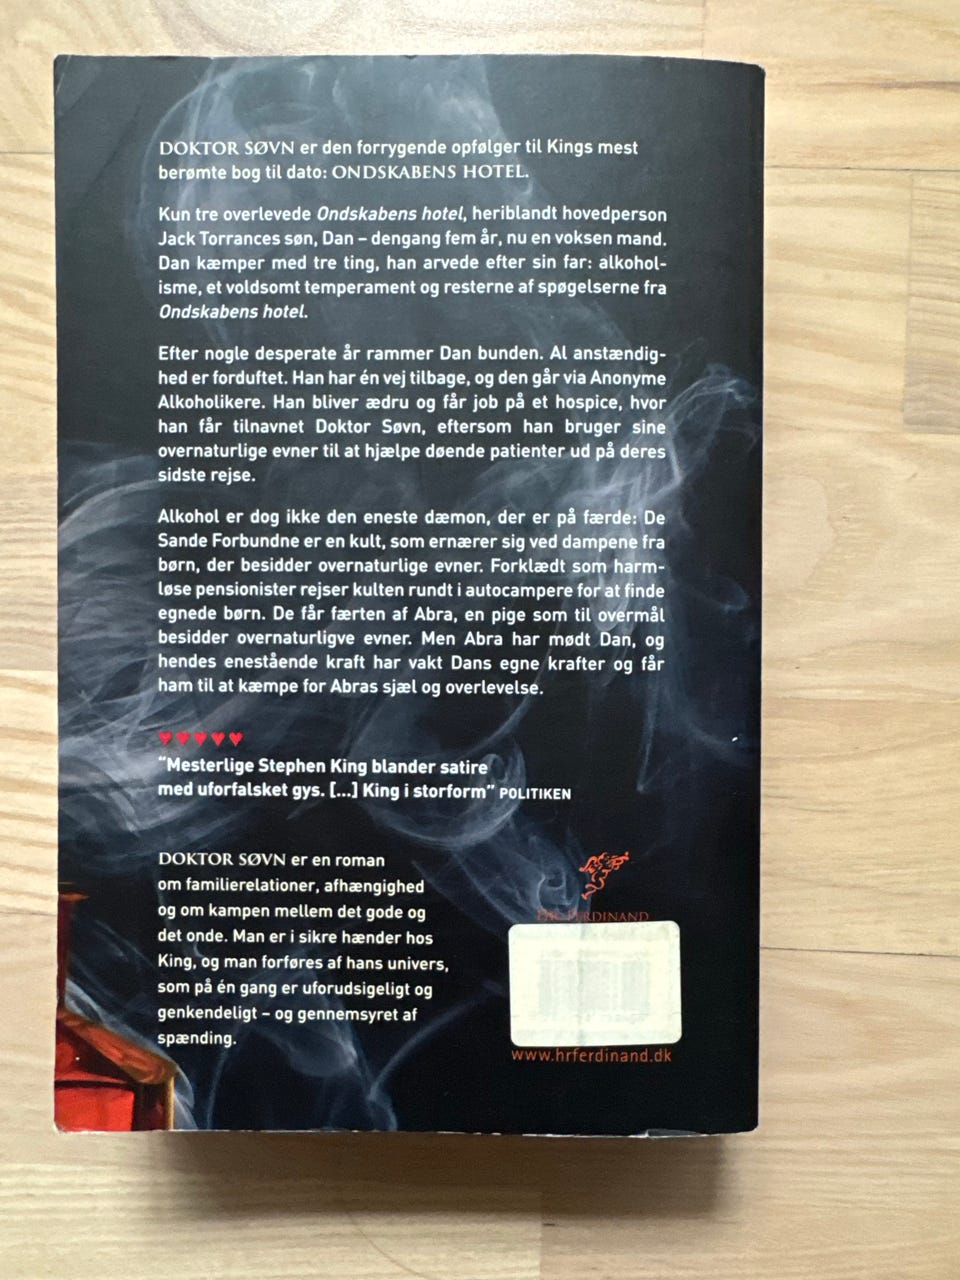 DOKTOR SØVN er den forrygende opfølger til Kings mest
berømte bog til dato: ONDSKABENS HOTEL.
Kun tre overlevede Ondskabens hotel, heriblandt hovedperson
Jack Torrances søn, Dan – dengang fem år, nu en voksen mand.
Dan kæmper med tre ting, han arvede efter sin far: alkohol-
isme, et voldsomt temperament og resterne af spøgelserne fra
Ondskabens hotel.
Efter nogle desperate år rammer Dan bunden. Al anstændig-
hed er forduftet. Han har én vej tilbage, og den går via Anonyme
Alkoholikere. Han bliver ædru og får job på et hospice, hvor
han får tilnavnet Doktor Søvn, eftersom han bruger sine
overnaturlige evner til at hjælpe døende patienter ud på deres
sidste rejse.
Alkohol er dog ikke den eneste dæmon, der er på færde: De
Sande Forbundne er en kult, som ernærer sig ved dampene fra
børn, der besidder overnaturlige evner. Forklædt som harm-
løse pensionister rejser kulten rundt i autocampere for at finde
egnede børn. De får færten af Abra, en pige som til overmål
besidder overnaturligve evner. Men Abra har mødt Dan, og
hendes enestående kraft har vakt Dans egne krafter og får
ham til at kæmpe for Abras sjæl og overlevelse.
♥♥♥♥♥
"Mesterlige Stephen King blander satire
med uforfalsket gys. [...] King i storform" POLITIKEN
DOKTOR SØVN er en roman
om familierelationer, afhængighed
og om kampen mellem det gode og
det onde. Man er i sikre hænder hos
King, og man forføres af hans univers,
som på én gang er uforudsigeligt og
genkendeligt – og gennemsyret af
spænding.
HR. FERDINAND
www.hrferdinand.dk